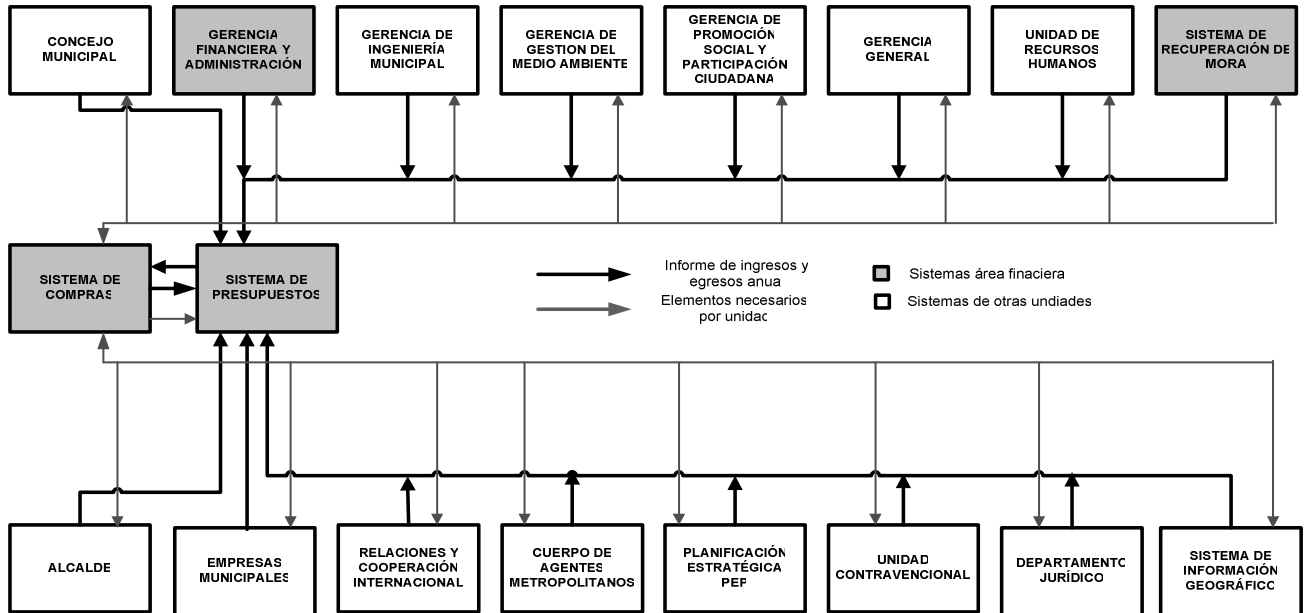 CONCEJO
MUNICIPAL
GERENCIA
FINANCIERA Y
ADMINISTRACIÓN
GERENCIA DE
INGENIERÍA
MUNICIPAL
GERENCIA DE
GESTION DEL
MEDIO AMBIENTE
GERENCIA DE
PROMOCIÓN
SOCIAL Y
PARTICIPACIÓN
CIUDADANA
GERENCIA
GENERAL
UNIDAD DE
RECURSOS
HUMANOS
SISTEMA DE
RECUPERACIÓN DE
MORA
SISTEMA DE
COMPRAS
SISTEMA DE
PRESUPUESTOS
Informe de ingresos y
egresos anua
Elementos necesarios
por unidad
Sistemas área finaciera
Sistemas de otras undiades
ALCALDE
EMPRESAS
MUNICIPALES
RELACIONES Y
COOPERACIÓN
INTERNACIONAL
CUERPO DE
AGENTES
METROPOLITANOS
PLANIFICACIÓN
ESTRATÉGICA
PEP
UNIDAD
CONTRAVENCIONAL
DEPARTAMENTO
JURÍDICO
SISTEMA DE
INFORMACIÓN
GEOGRÁFICO